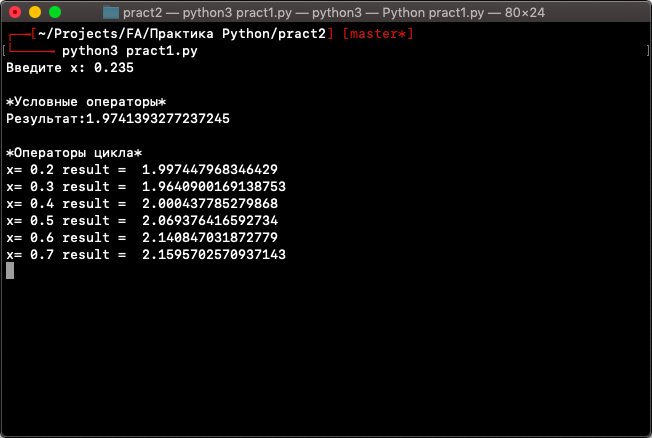 pract2 — python3 pract1.py — python3 — Python pract1.py — 80×24
[~/Projects/FA/Практика Python/pract2] [master*]
python3 pract1.py
Введите x: 0.235
*Условные операторы*
Результат:1.9741393277237245
*Операторы цикла*
x= 0.2 result =  1.997447968346429
x= 0.3 result =  1.9640900169138753
x= 0.4 result =  2.000437785279868
x= 0.5 result =  2.069376416592734
x= 0.6 result =  2.140847031872779
x= 0.7 result =  2.1595702570937143